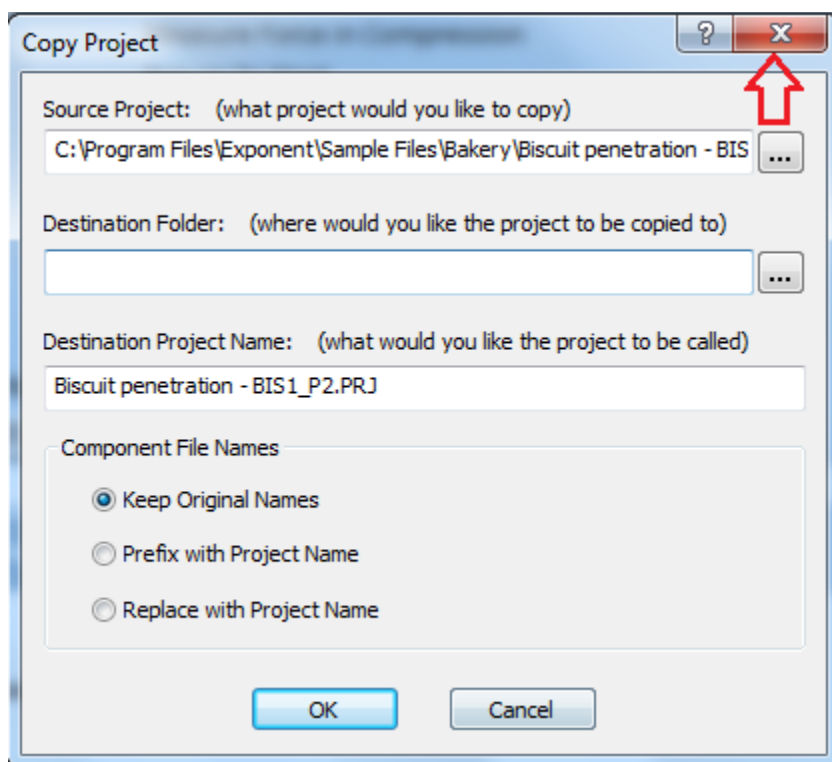 Copy Project
Source Project: (what project would you like to copy)
C:\Program Files\Exponent\Sample Files\Bakery\Biscuit penetration - BIS
...
Destination Folder: (where would you like the project to be copied to)
...
Destination Project Name: (what would you like the project to be called)
Biscuit penetration - BIS1_P2.PRJ
Component File Names
Keep Original Names
Prefix with Project Name
Replace with Project Name
OK Cancel